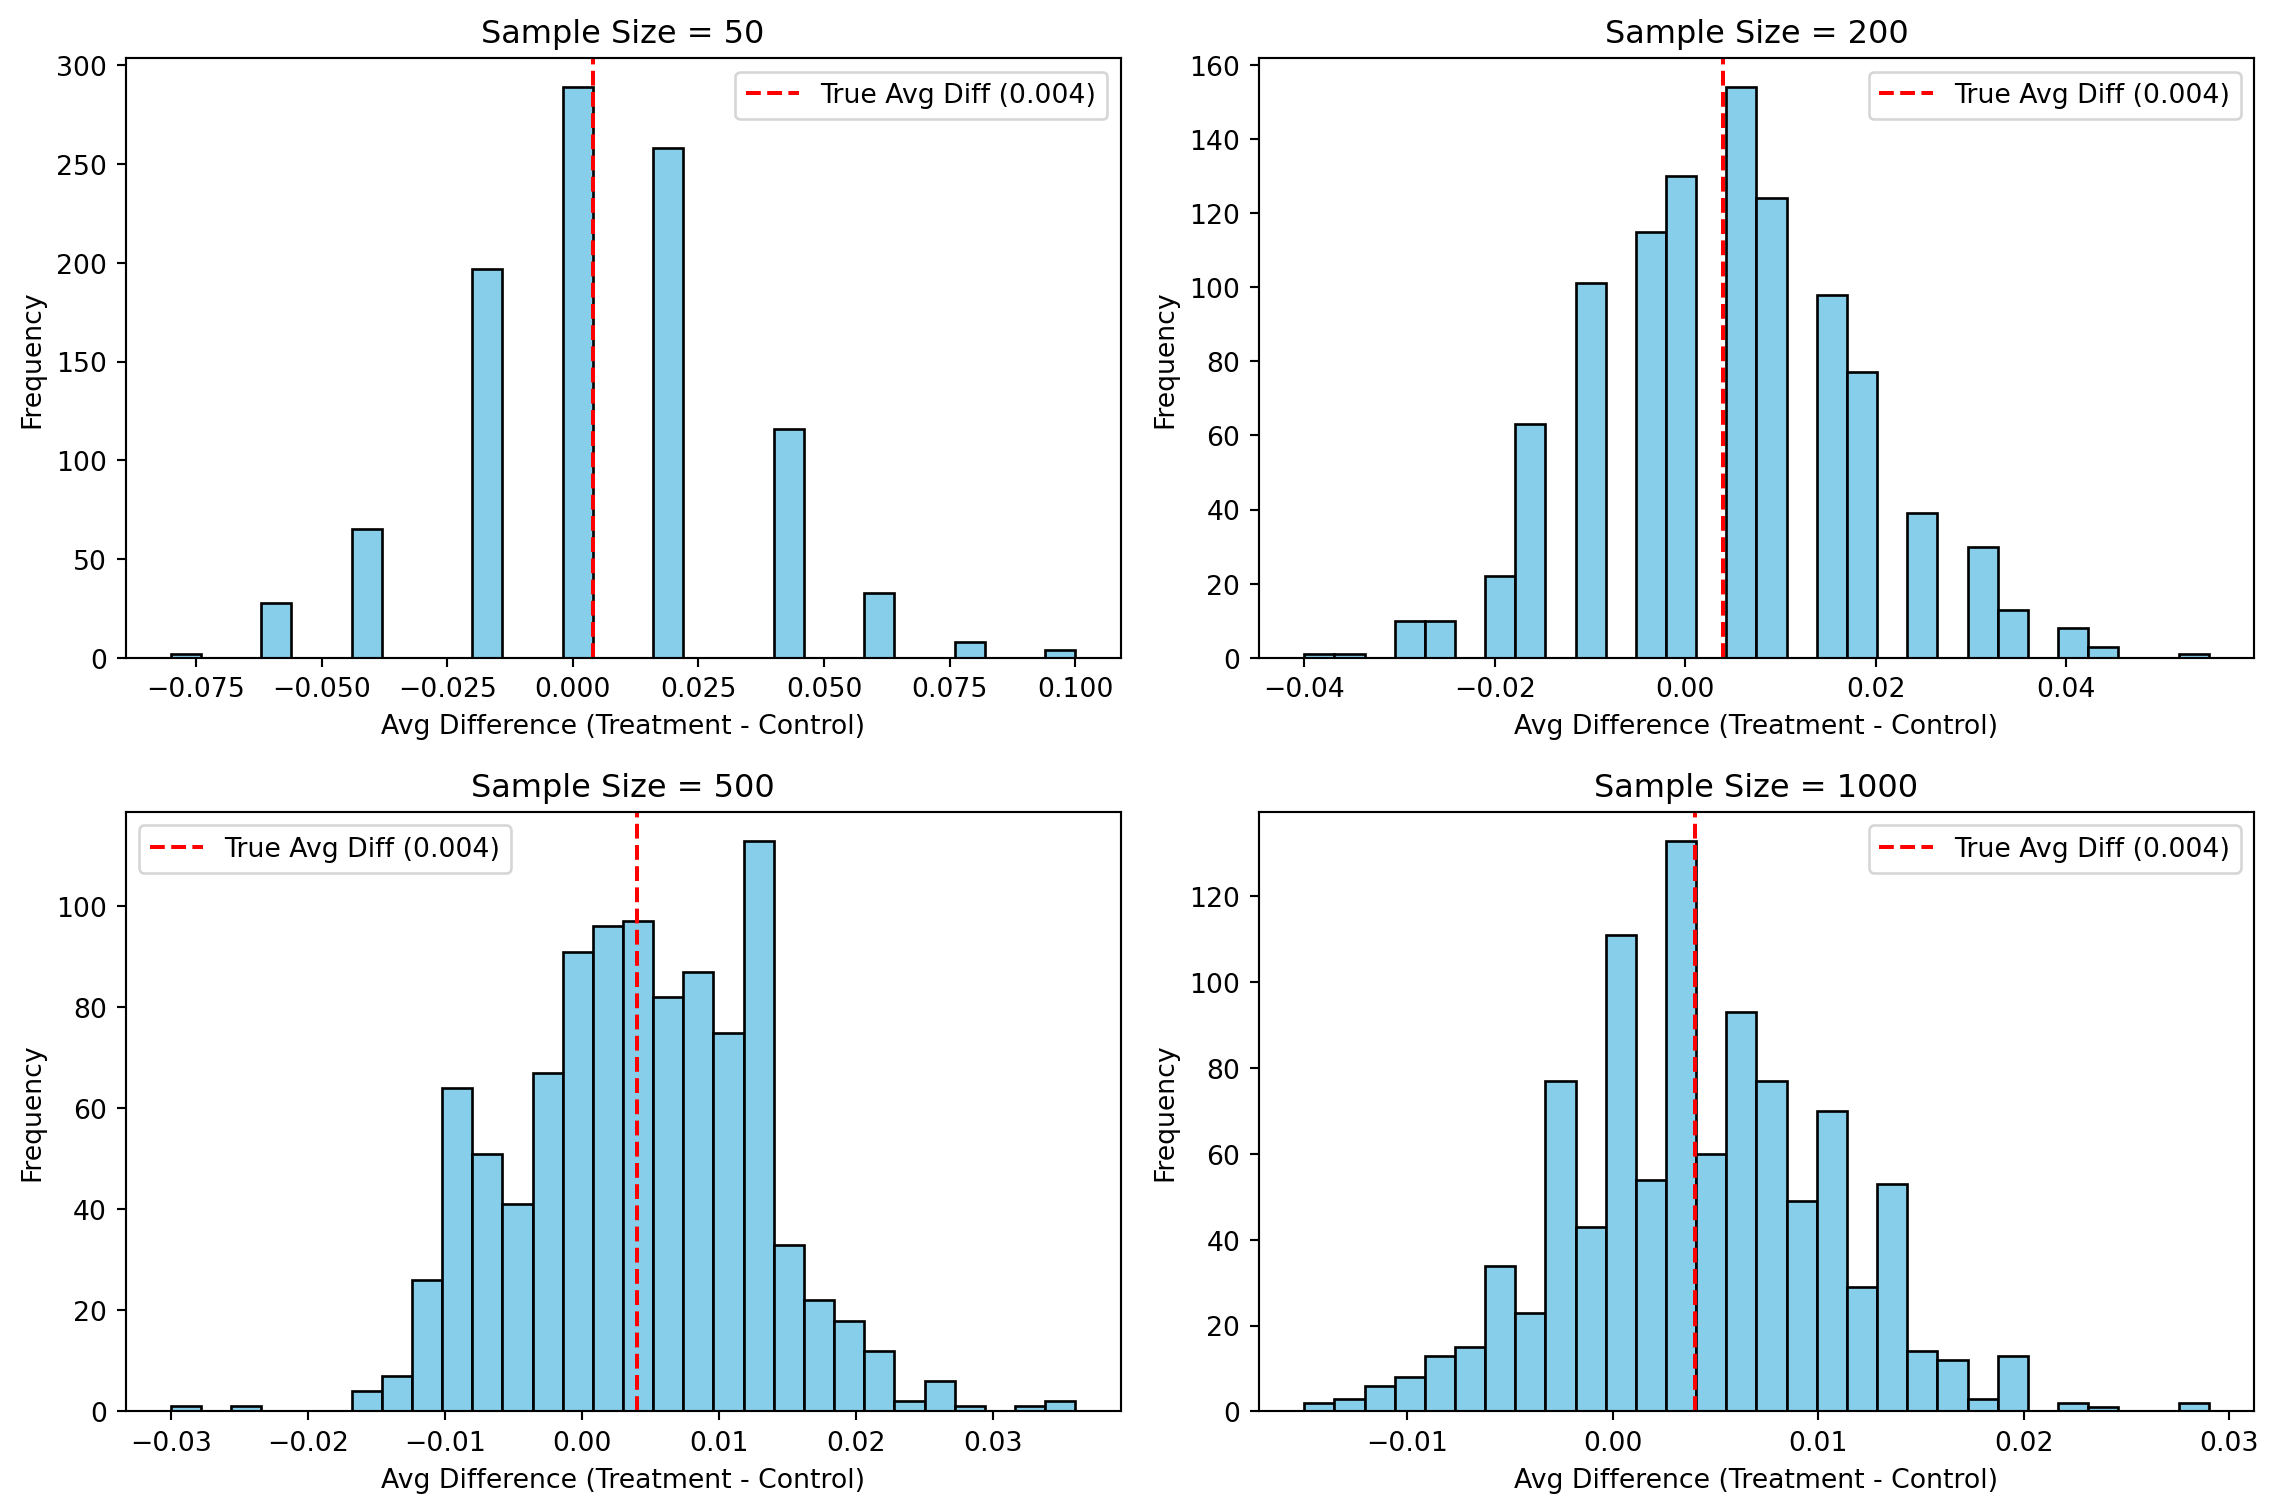 Sample Size = 50
True Avg Diff (0.004)
Frequency
300
250
200
150
100
50
0
−0.075 −0.050 −0.025 0.000 0.025 0.050 0.075 0.100
Avg Difference (Treatment - Control)
Sample Size = 200
True Avg Diff (0.004)
Frequency
160
140
120
100
80
60
40
20
0
−0.04 −0.02 0.00 0.02 0.04
Avg Difference (Treatment - Control)
Sample Size = 500
True Avg Diff (0.004)
Frequency
100
80
60
40
20
0
−0.03 −0.02 −0.01 0.00 0.01 0.02 0.03
Avg Difference (Treatment - Control)
Sample Size = 1000
True Avg Diff (0.004)
Frequency
120
100
80
60
40
20
0
−0.01 0.00 0.01 0.02 0.03
Avg Difference (Treatment - Control)